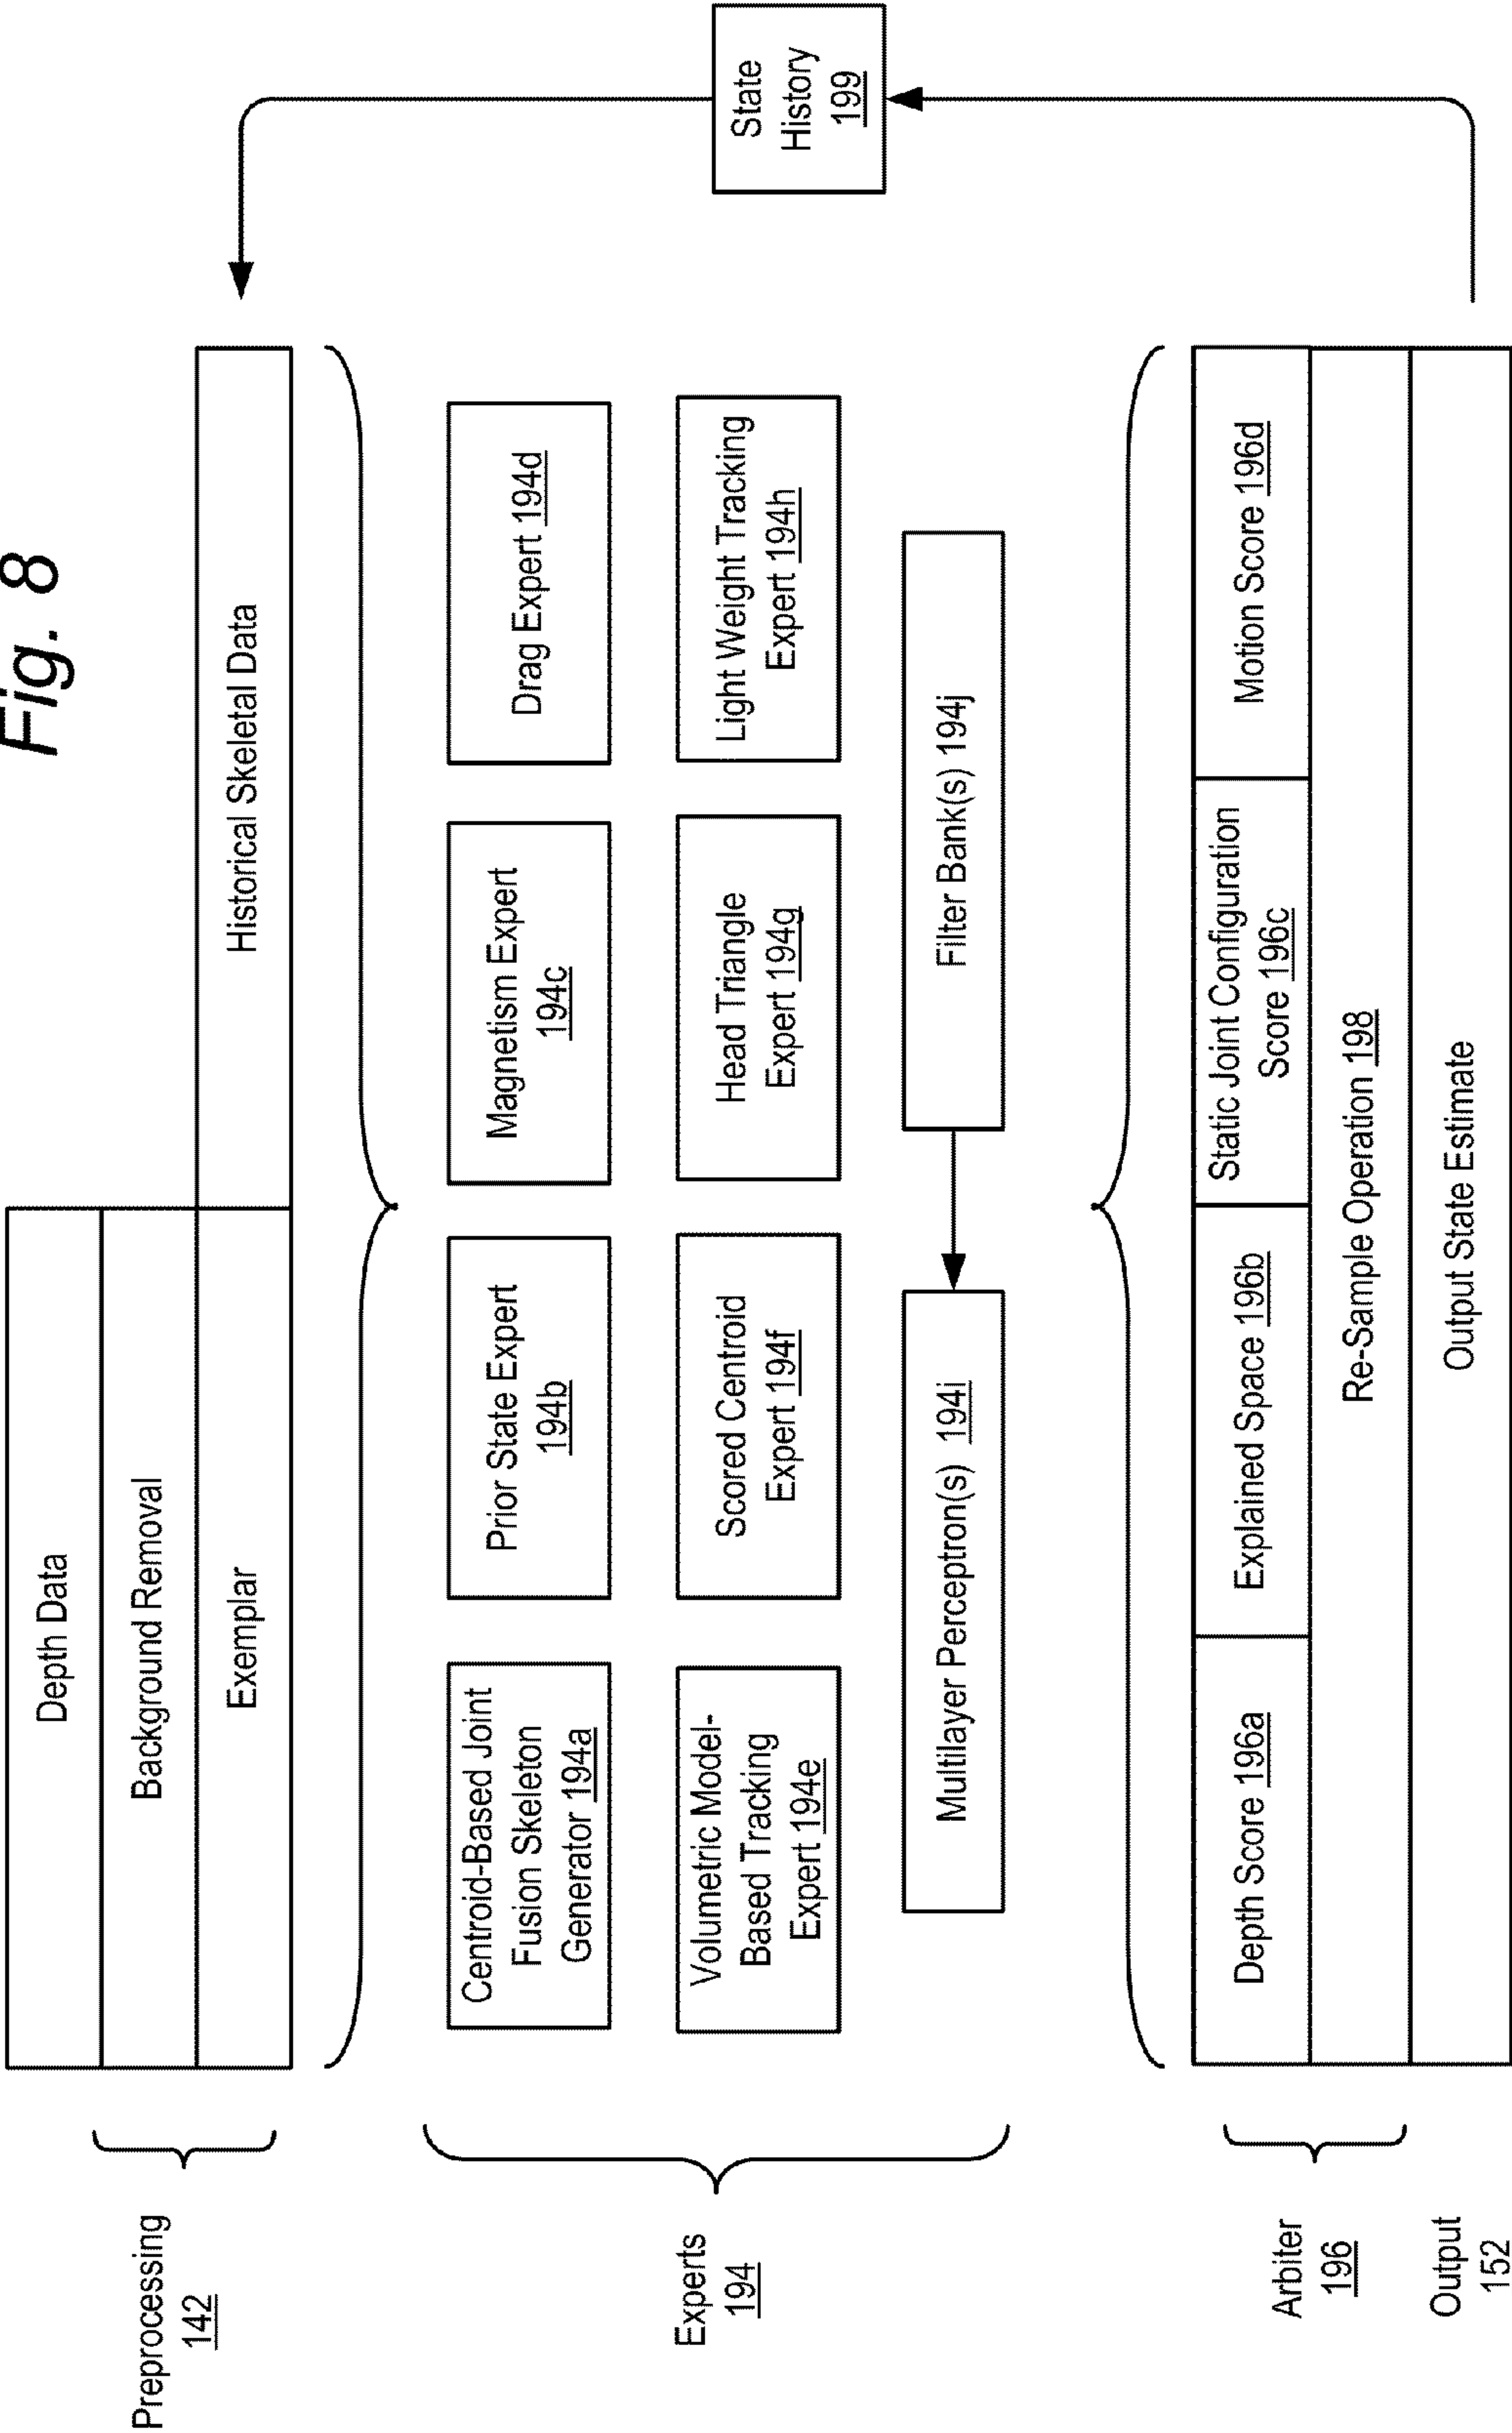 Fig. 8
Preprocessing
142
Depth Data
Background Removal
Exemplar
Historical Skeletal Data
Experts
194
Centroid-Based Joint
Fusion Skeleton
Generator 194a
Prior State Expert
194b
Magnetism Expert
194c
Drag Expert 194d
Volumetric Model-
Based Tracking
Expert 194e
Scored Centroid
Expert 194f
Head Triangle
Expert 194g
Light Weight Tracking
Expert 194h
Multilayer Perceptron(s) 194i
Filter Bank(s) 194j
State
History
199
Arbiter
196
Depth Score 196a
Explained Space 196b
Static Joint Configuration
Score 196c
Motion Score 196d
Re-Sample Operation 198
Output
152
Output State Estimate